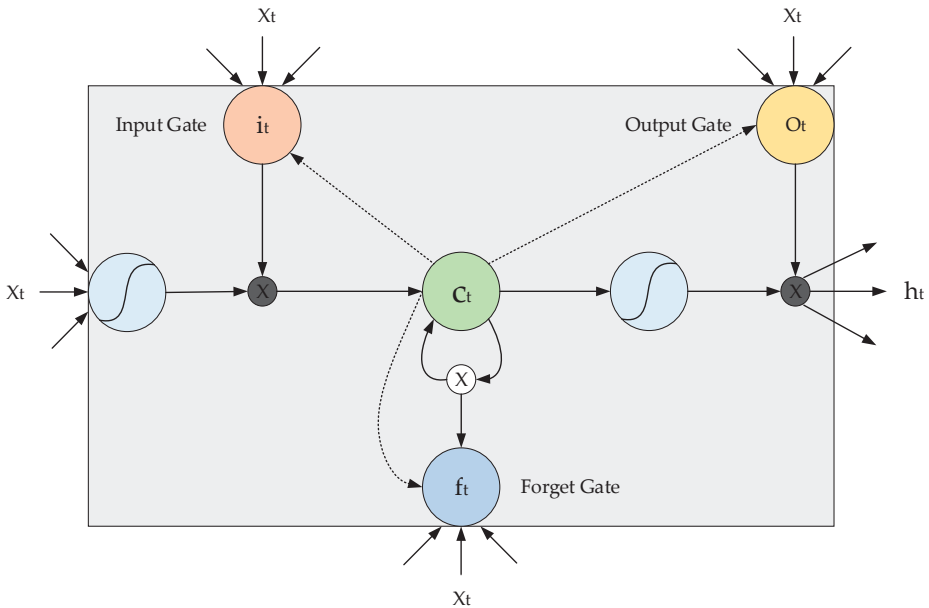 Xt
Xt
Input Gate
it
Output Gate
Ot
Xt
X
Ct
X
ht
X
ft
Forget Gate
Xt